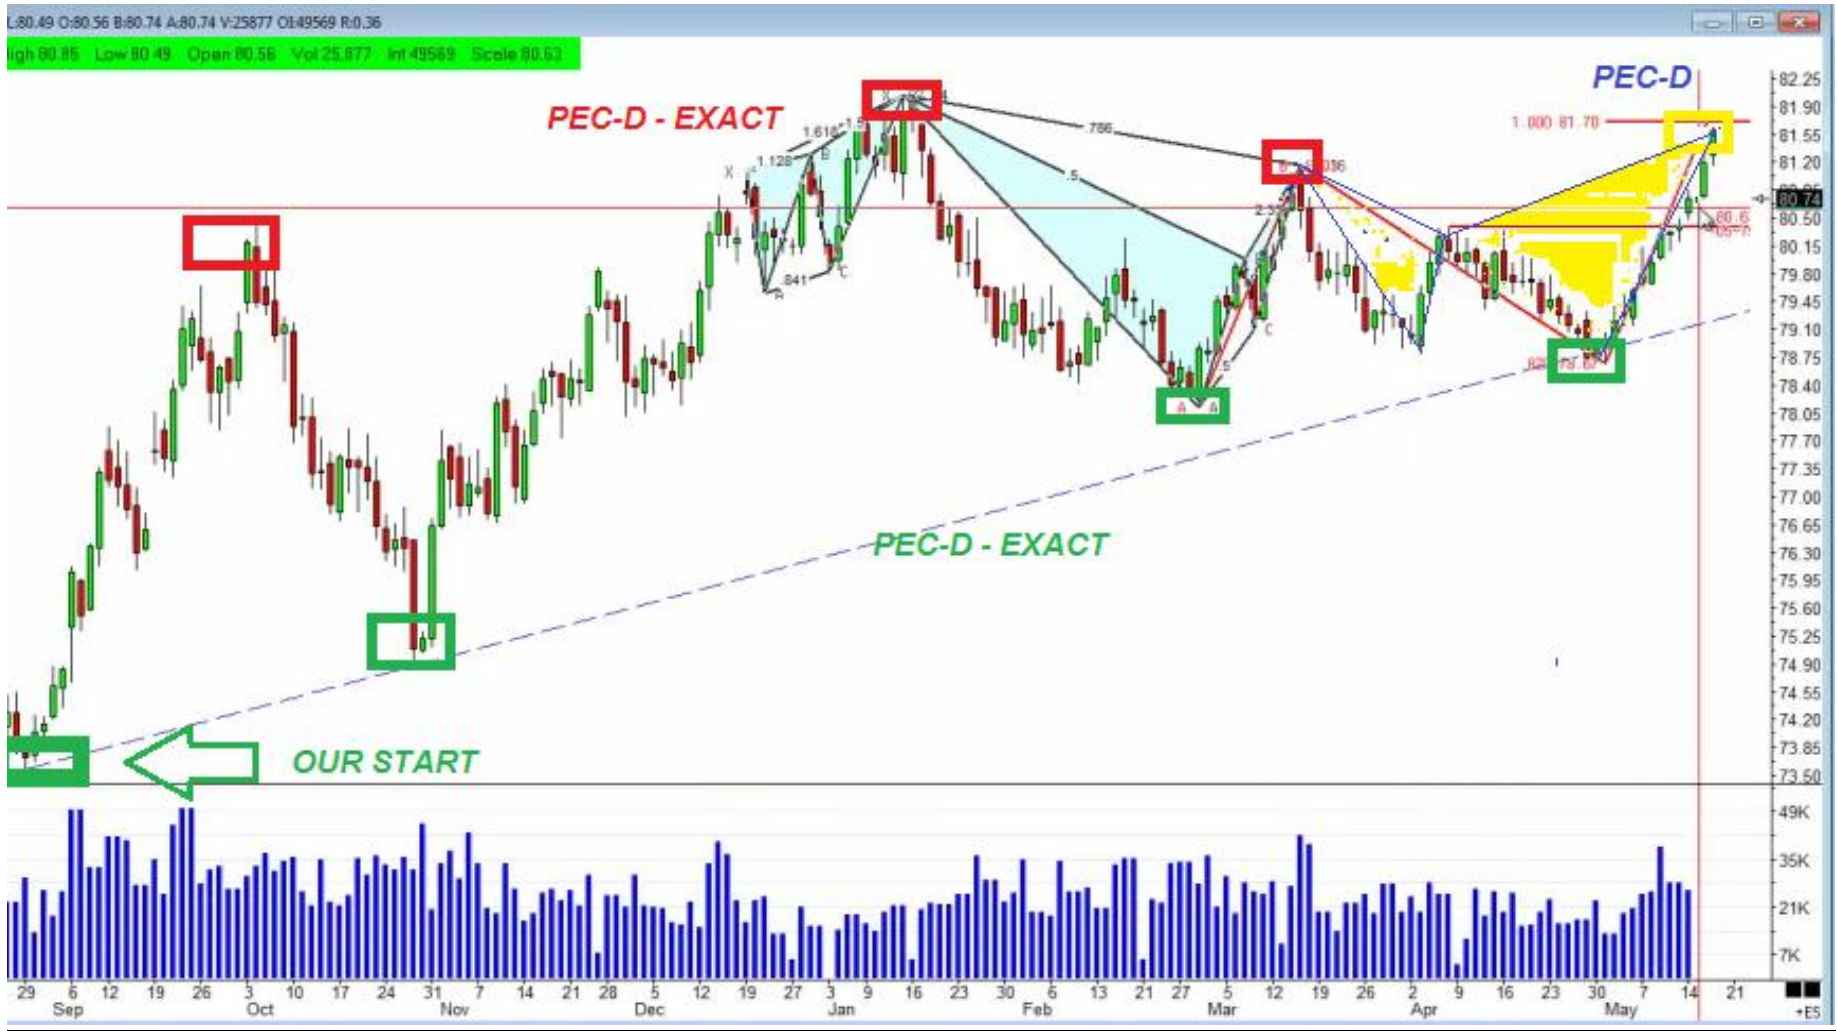 L:80.49 O:80.56 B:80.74 A:80.74 V:25877 OI:49569 R:0.36
igh 80.85 Low 80.49 Open 80.56 Vol 25,877 Int 49569 Scale 80.63
PEC-D
PEC-D - EXACT
1.000 81.70
.786
1.618
1.128
X
B
X
.5
.841
A
C
C
.5
A
A
PEC-D - EXACT
OUR START
82.25
81.90
81.55
81.20
80.74
80.50
80.15
79.80
79.45
79.10
78.75
78.40
78.05
77.70
77.35
77.00
76.65
76.30
75.95
75.60
75.25
74.90
74.55
74.20
73.85
73.50
49K
35K
21K
7K
29 6 12 19 26 3 10 17 24 31 7 14 21 28 5 12 19 27 3 9 16 23 30 6 13 21 27 5 12 19 26 2 9 16 23 30 7 14 21
Sep Oct Nov Dec Jan Feb Mar Apr May
+ES